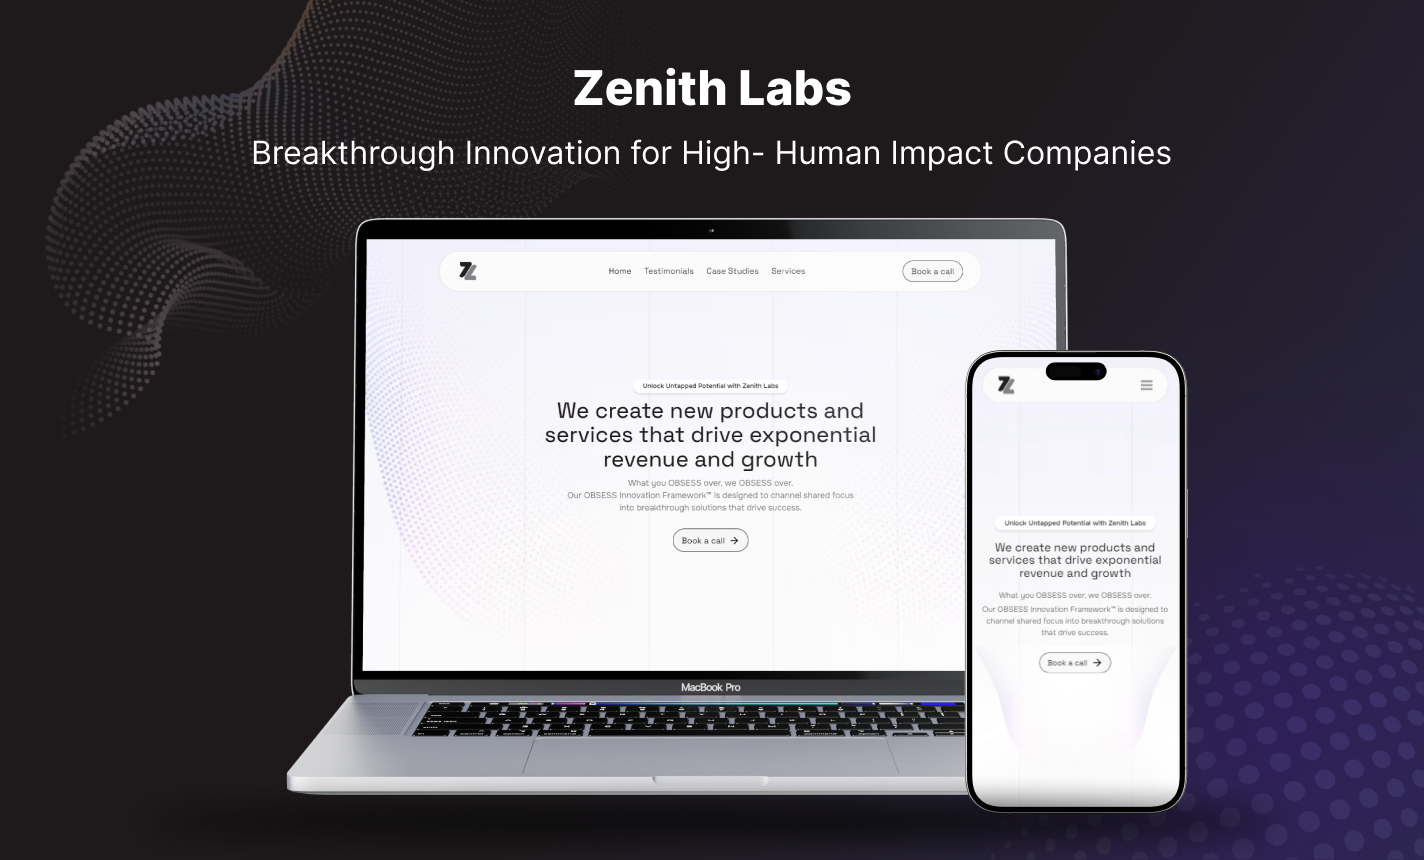 Zenith Labs
Breakthrough Innovation for High- Human Impact Companies
Home Testimonials Case Studies Services Book a call
Unlock Untapped Potential with Zenith Labs
We create new products and
services that drive exponential
revenue and growth
What you OBSESS over, we OBSESS over.
Our OBSESS Innovation Framework™ is designed to channel shared focus
into breakthrough solutions that drive success.
Book a call →
MacBook Pro
Unlock Untapped Potential with Zenith Labs
We create new products and
services that drive exponential
revenue and growth
What you OBSESS over, we OBSESS over.
Our OBSESS Innovation Framework™ is designed to
channel shared focus into breakthrough solutions
that drive success.
Book a call →